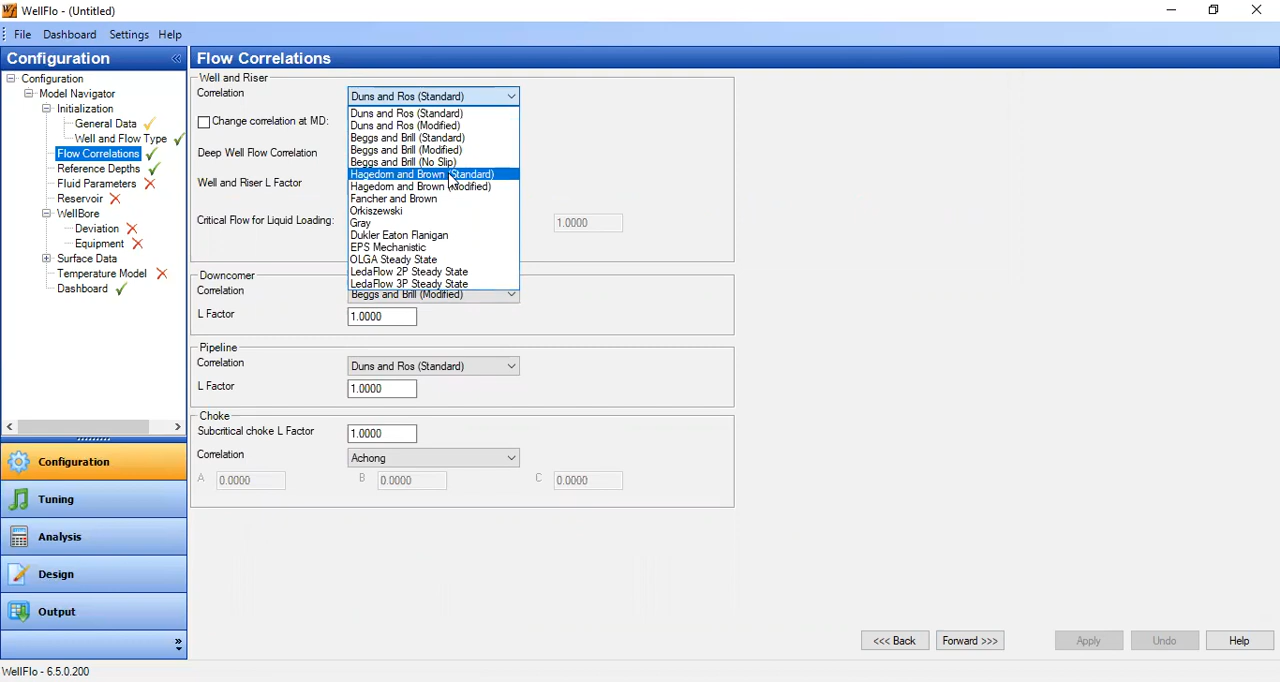 WellFlo - (Untitled)
File Dashboard Settings Help
Configuration «
Configuration
Model Navigator
Initialization
General Data
Well and Flow Type
Flow Correlations
Reference Depths
Fluid Parameters
Reservoir
WellBore
Deviation
Equipment
Surface Data
Temperature Model
Dashboard
Configuration
Tuning
Analysis
Design
Output
»
Flow Correlations
Well and Riser
Correlation Duns and Ros (Standard)
Change correlation at MD:
Deep Well Flow Correlation
Well and Riser L Factor
Critical Flow for Liquid Loading: 1.0000
Duns and Ros (Standard)
Duns and Ros (Modified)
Beggs and Brill (Standard)
Beggs and Brill (Modified)
Beggs and Brill (No Slip)
Hagedorn and Brown (Standard)
Hagedorn and Brown (Modified)
Fancher and Brown
Orkiszewski
Gray
Dukler Eaton Flanigan
EPS Mechanistic
OLGA Steady State
LedaFlow 2P Steady State
LedaFlow 3P Steady State
Downcomer
Correlation Beggs and Brill (Modified)
L Factor 1.0000
Pipeline
Correlation Duns and Ros (Standard)
L Factor 1.0000
Choke
Subcritical choke L Factor 1.0000
Correlation Achong
A 0.0000 B 0.0000 C 0.0000
<<< Back Forward >>> Apply Undo Help
WellFlo - 6.5.0.200